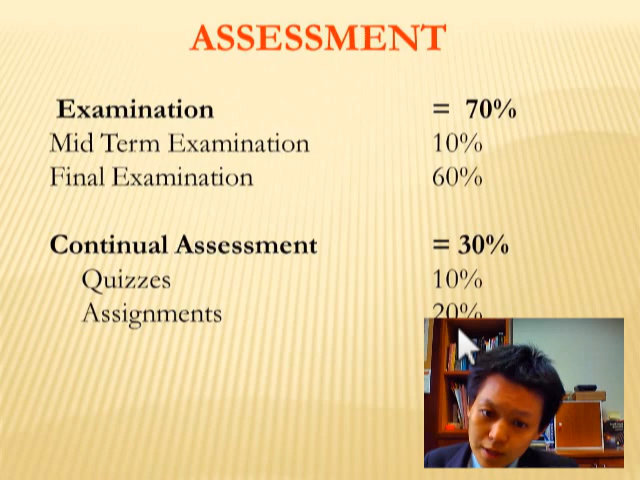 ASSESSMENT
Examination = 70%
Mid Term Examination 10%
Final Examination 60%
Continual Assessment = 30%
Quizzes 10%
Assignments 20%